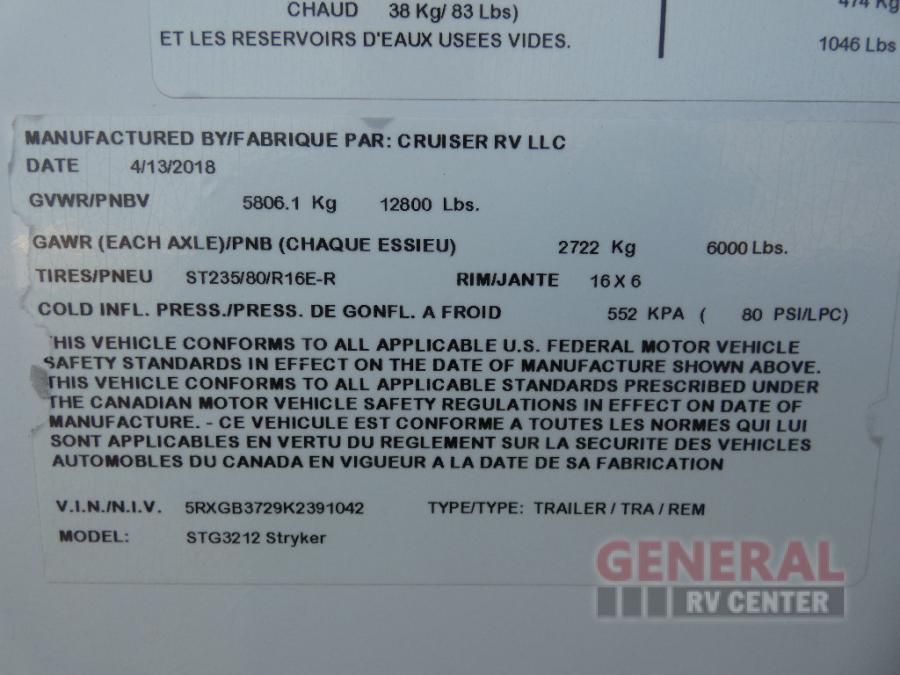 CHAUD 38 Kg/ 83 Lbs)
474 Kg
ET LES RESERVOIRS D'EAUX USEES VIDES.
1046 Lbs
MANUFACTURED BY/FABRIQUE PAR: CRUISER RV LLC
DATE 4/13/2018
GVWR/PNBV 5806.1 Kg 12800 Lbs.
GAWR (EACH AXLE)/PNB (CHAQUE ESSIEU) 2722 Kg 6000 Lbs.
TIRES/PNEU ST235/80/R16E-R RIM/JANTE 16 X 6
COLD INFL. PRESS./PRESS. DE GONFL. A FROID 552 KPA ( 80 PSI/LPC)
THIS VEHICLE CONFORMS TO ALL APPLICABLE U.S. FEDERAL MOTOR VEHICLE
SAFETY STANDARDS IN EFFECT ON THE DATE OF MANUFACTURE SHOWN ABOVE.
THIS VEHICLE CONFORMS TO ALL APPLICABLE STANDARDS PRESCRIBED UNDER
THE CANADIAN MOTOR VEHICLE SAFETY REGULATIONS IN EFFECT ON DATE OF
MANUFACTURE. - CE VEHICULE EST CONFORME A TOUTES LES NORMES QUI LUI
SONT APPLICABLES EN VERTU DU REGLEMENT SUR LA SECURITE DES VEHICLES
AUTOMOBLES DU CANADA EN VIGUEUR A LA DATE DE SA FABRICATION
V.I.N./N.I.V. 5RXGB3729K2391042 TYPE/TYPE: TRAILER / TRA / REM
MODEL: STG3212 Stryker
GENERAL
RV CENTER